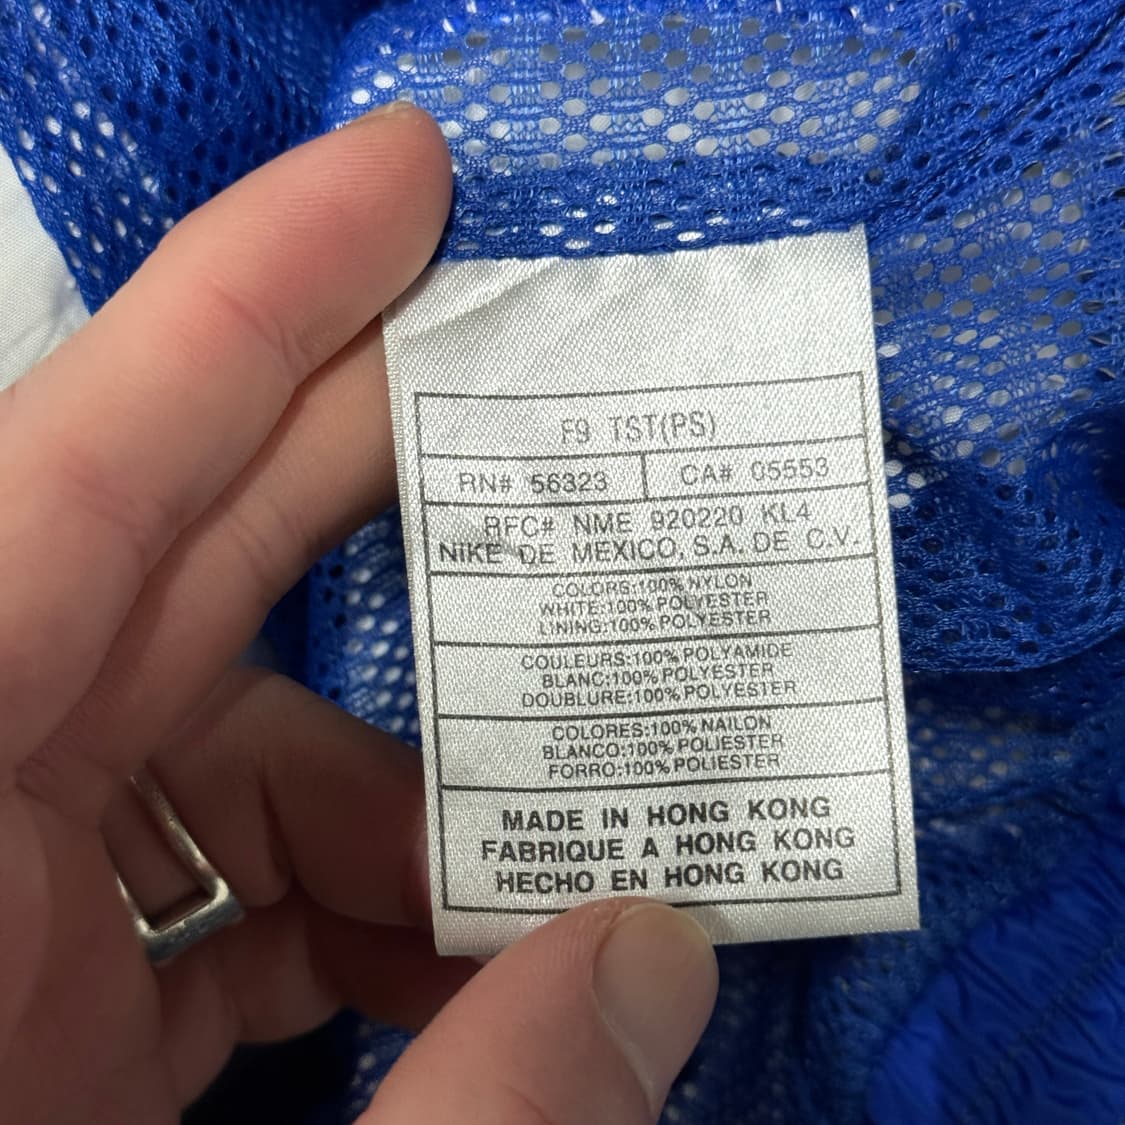 F9 TST(PS)
RN# 56323
CA# 05553
RFC# NME 920220 KL4
NIKE DE MEXICO, S.A. DE C.V.
COLORS:100% NYLON
WHITE:100% POLYESTER
LINING:100% POLYESTER
COULEURS:100% POLYAMIDE
BLANC:100% POLYESTER
DOUBLURE:100% POLYESTER
COLORES:100% NAILON
BLANCO:100% POLIESTER
FORRO:100% POLIESTER
MADE IN HONG KONG
FABRIQUE A HONG KONG
HECHO EN HONG KONG